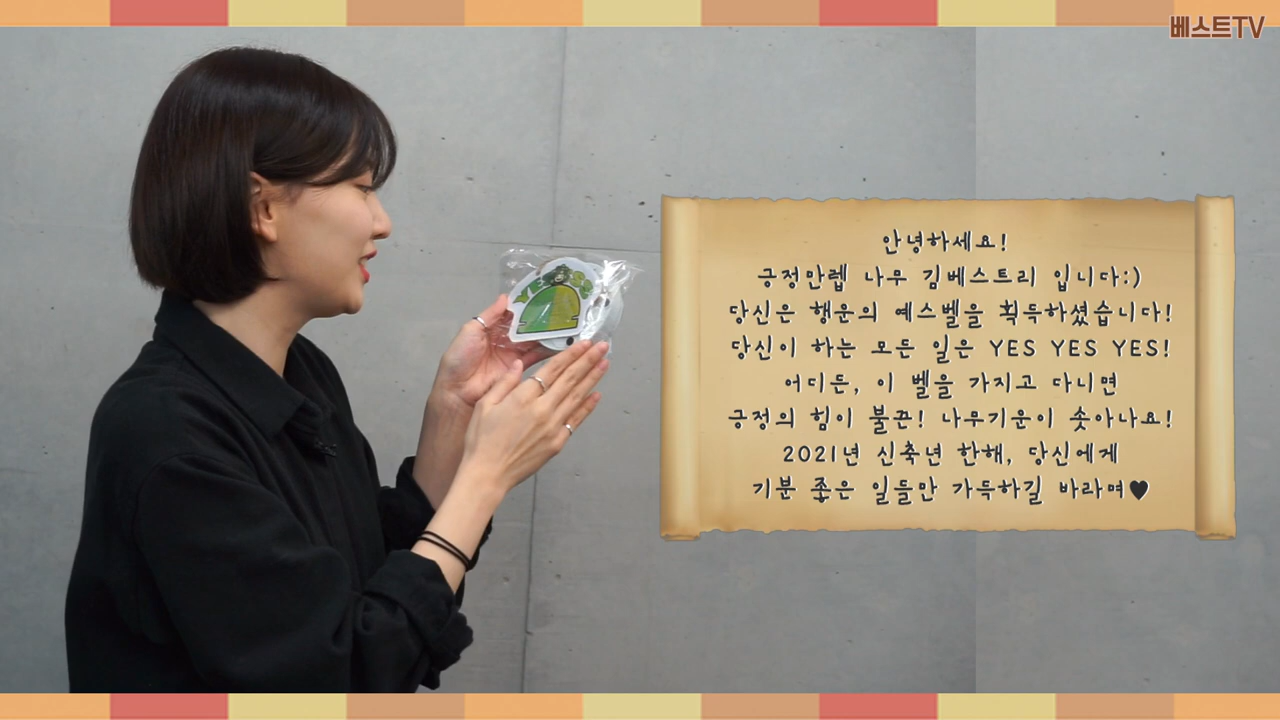 베스트TV
안녕하세요!
긍정만렙 나무 김베스트리 입니다:)
당신은 행운의 예스벨을 획득하셨습니다!
당신이 하는 모든 일은 YES YES YES!
어디든, 이 벨을 가지고 다니면
긍정의 힘이 불끈! 나무기운이 솟아나요!
2021년 신축년 한해, 당신에게
기분 좋은 일들만 가득하길 바라며♥